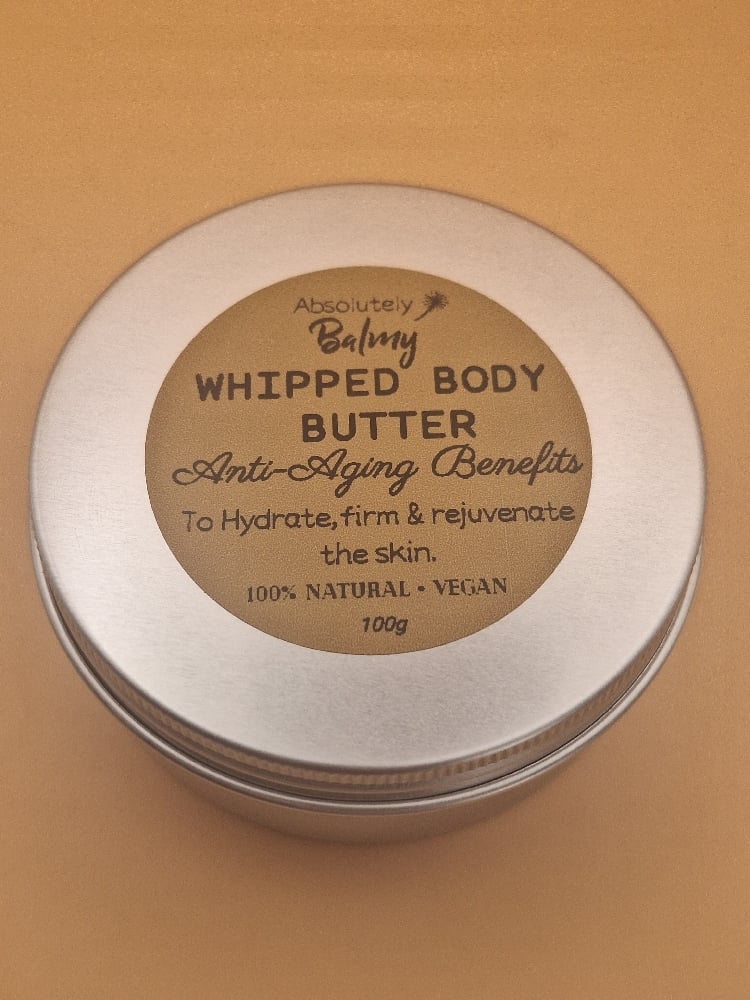 Absolutely
Balmy
WHIPPED BODY
BUTTER
Anti-Aging Benefits
To Hydrate, firm & rejuvenate
the skin.
100% NATURAL • VEGAN
100g